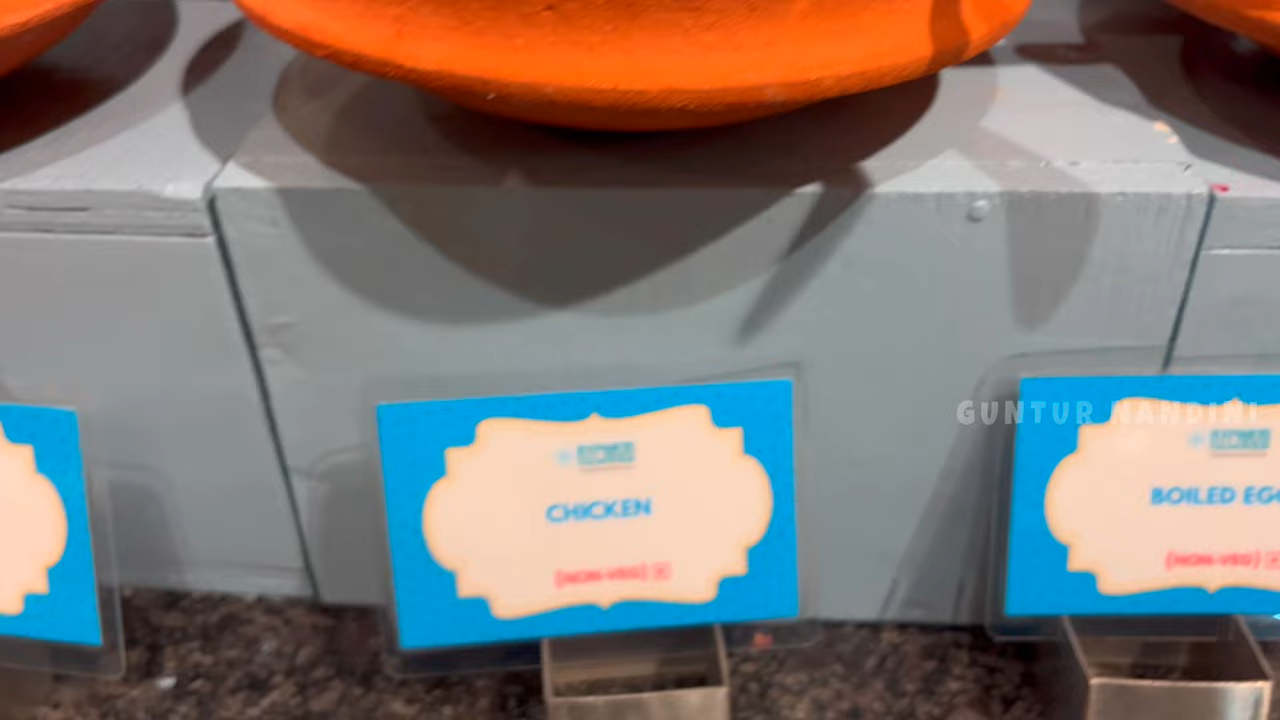 GUNTUR NANDINI
CHICKEN
(NON-VEG)
BOILED EGG
(NON-VEG)